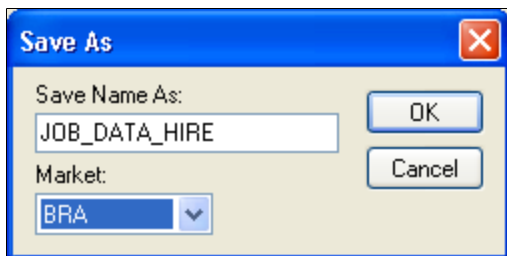 Save As
Save Name As:
JOB_DATA_HIRE
OK
Market:
Cancel
BRA